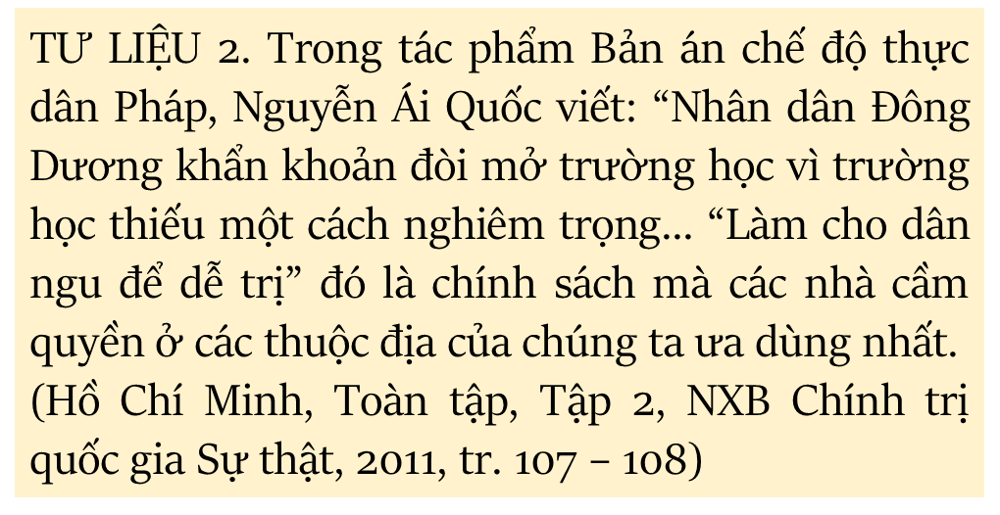 TƯ LIỆU 2. Trong tác phẩm Bản án chế độ thực
dân Pháp, Nguyễn Ái Quốc viết: “Nhân dân Đông
Dương khẩn khoản đòi mở trường học vì trường
học thiếu một cách nghiêm trọng... “Làm cho dân
ngu để dễ trị” đó là chính sách mà các nhà cầm
quyền ở các thuộc địa của chúng ta ưa dùng nhất.
(Hồ Chí Minh, Toàn tập, Tập 2, NXB Chính trị
quốc gia Sự thật, 2011, tr. 107 – 108)